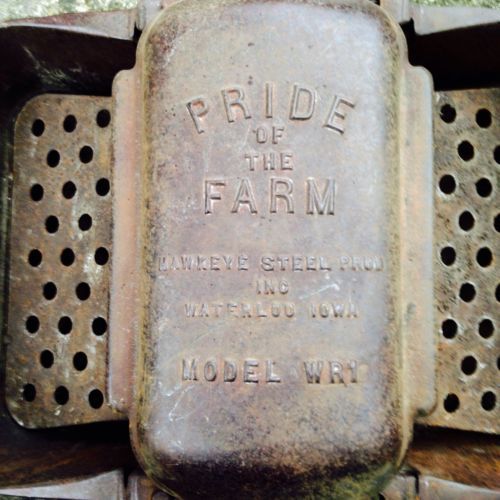 PRIDE
OF
THE
FARM
HAWKEYE STEEL PROD
INC
WATERLOO IOWA
MODEL WR1